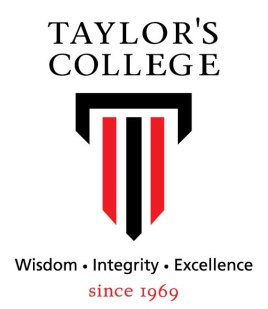 TAYLOR'S
COLLEGE
Wisdom • Integrity • Excellence
since 1969